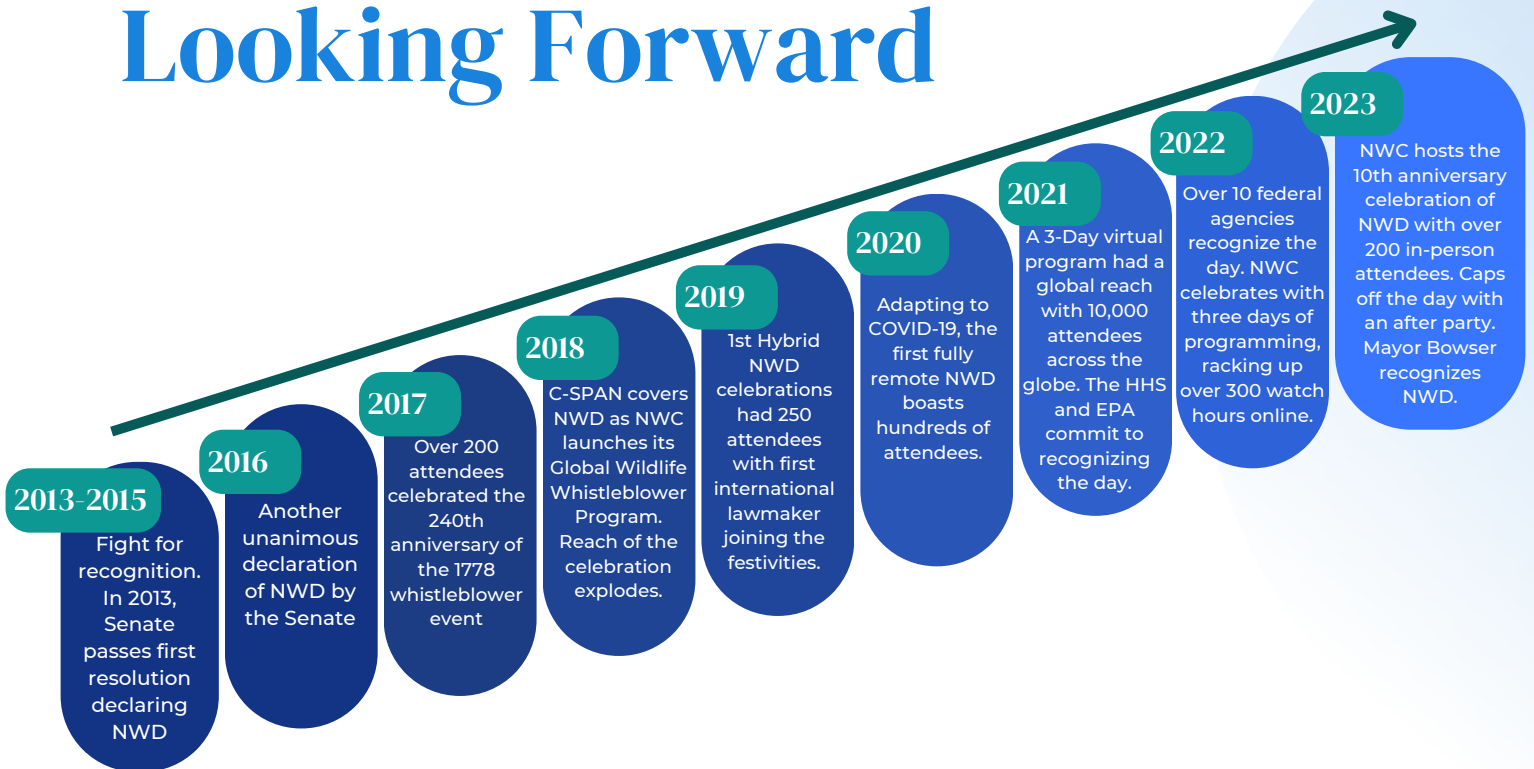 Looking Forward
2013-2015
Fight for
recognition.
In 2013,
Senate
passes first
resolution
declaring
NWD
2016
Another
unanimous
declaration
of NWD by
the Senate
2017
Over 200
attendees
celebrated the
240th
anniversary of
the 1778
whistleblower
event
2018
C-SPAN covers
NWD as NWC
launches its
Global Wildlife
Whistleblower
Program.
Reach of the
celebration
explodes.
2019
1st Hybrid
NWD
celebrations
had 250
attendees
with first
international
lawmaker
joining the
festivities.
2020
Adapting to
COVID-19, the
first fully
remote NWD
boasts
hundreds of
attendees.
2021
A 3-Day virtual
program had a
global reach
with 10,000
attendees
across the
globe. The HHS
and EPA
commit to
recognizing
the day.
2022
Over 10 federal
agencies
recognize the
day. NWC
celebrates with
three days of
programming,
racking up
over 300 watch
hours online.
2023
NWC hosts the
10th anniversary
celebration of
NWD with over
200 in-person
attendees. Caps
off the day with
an after party.
Mayor Bowser
recognizes
NWD.